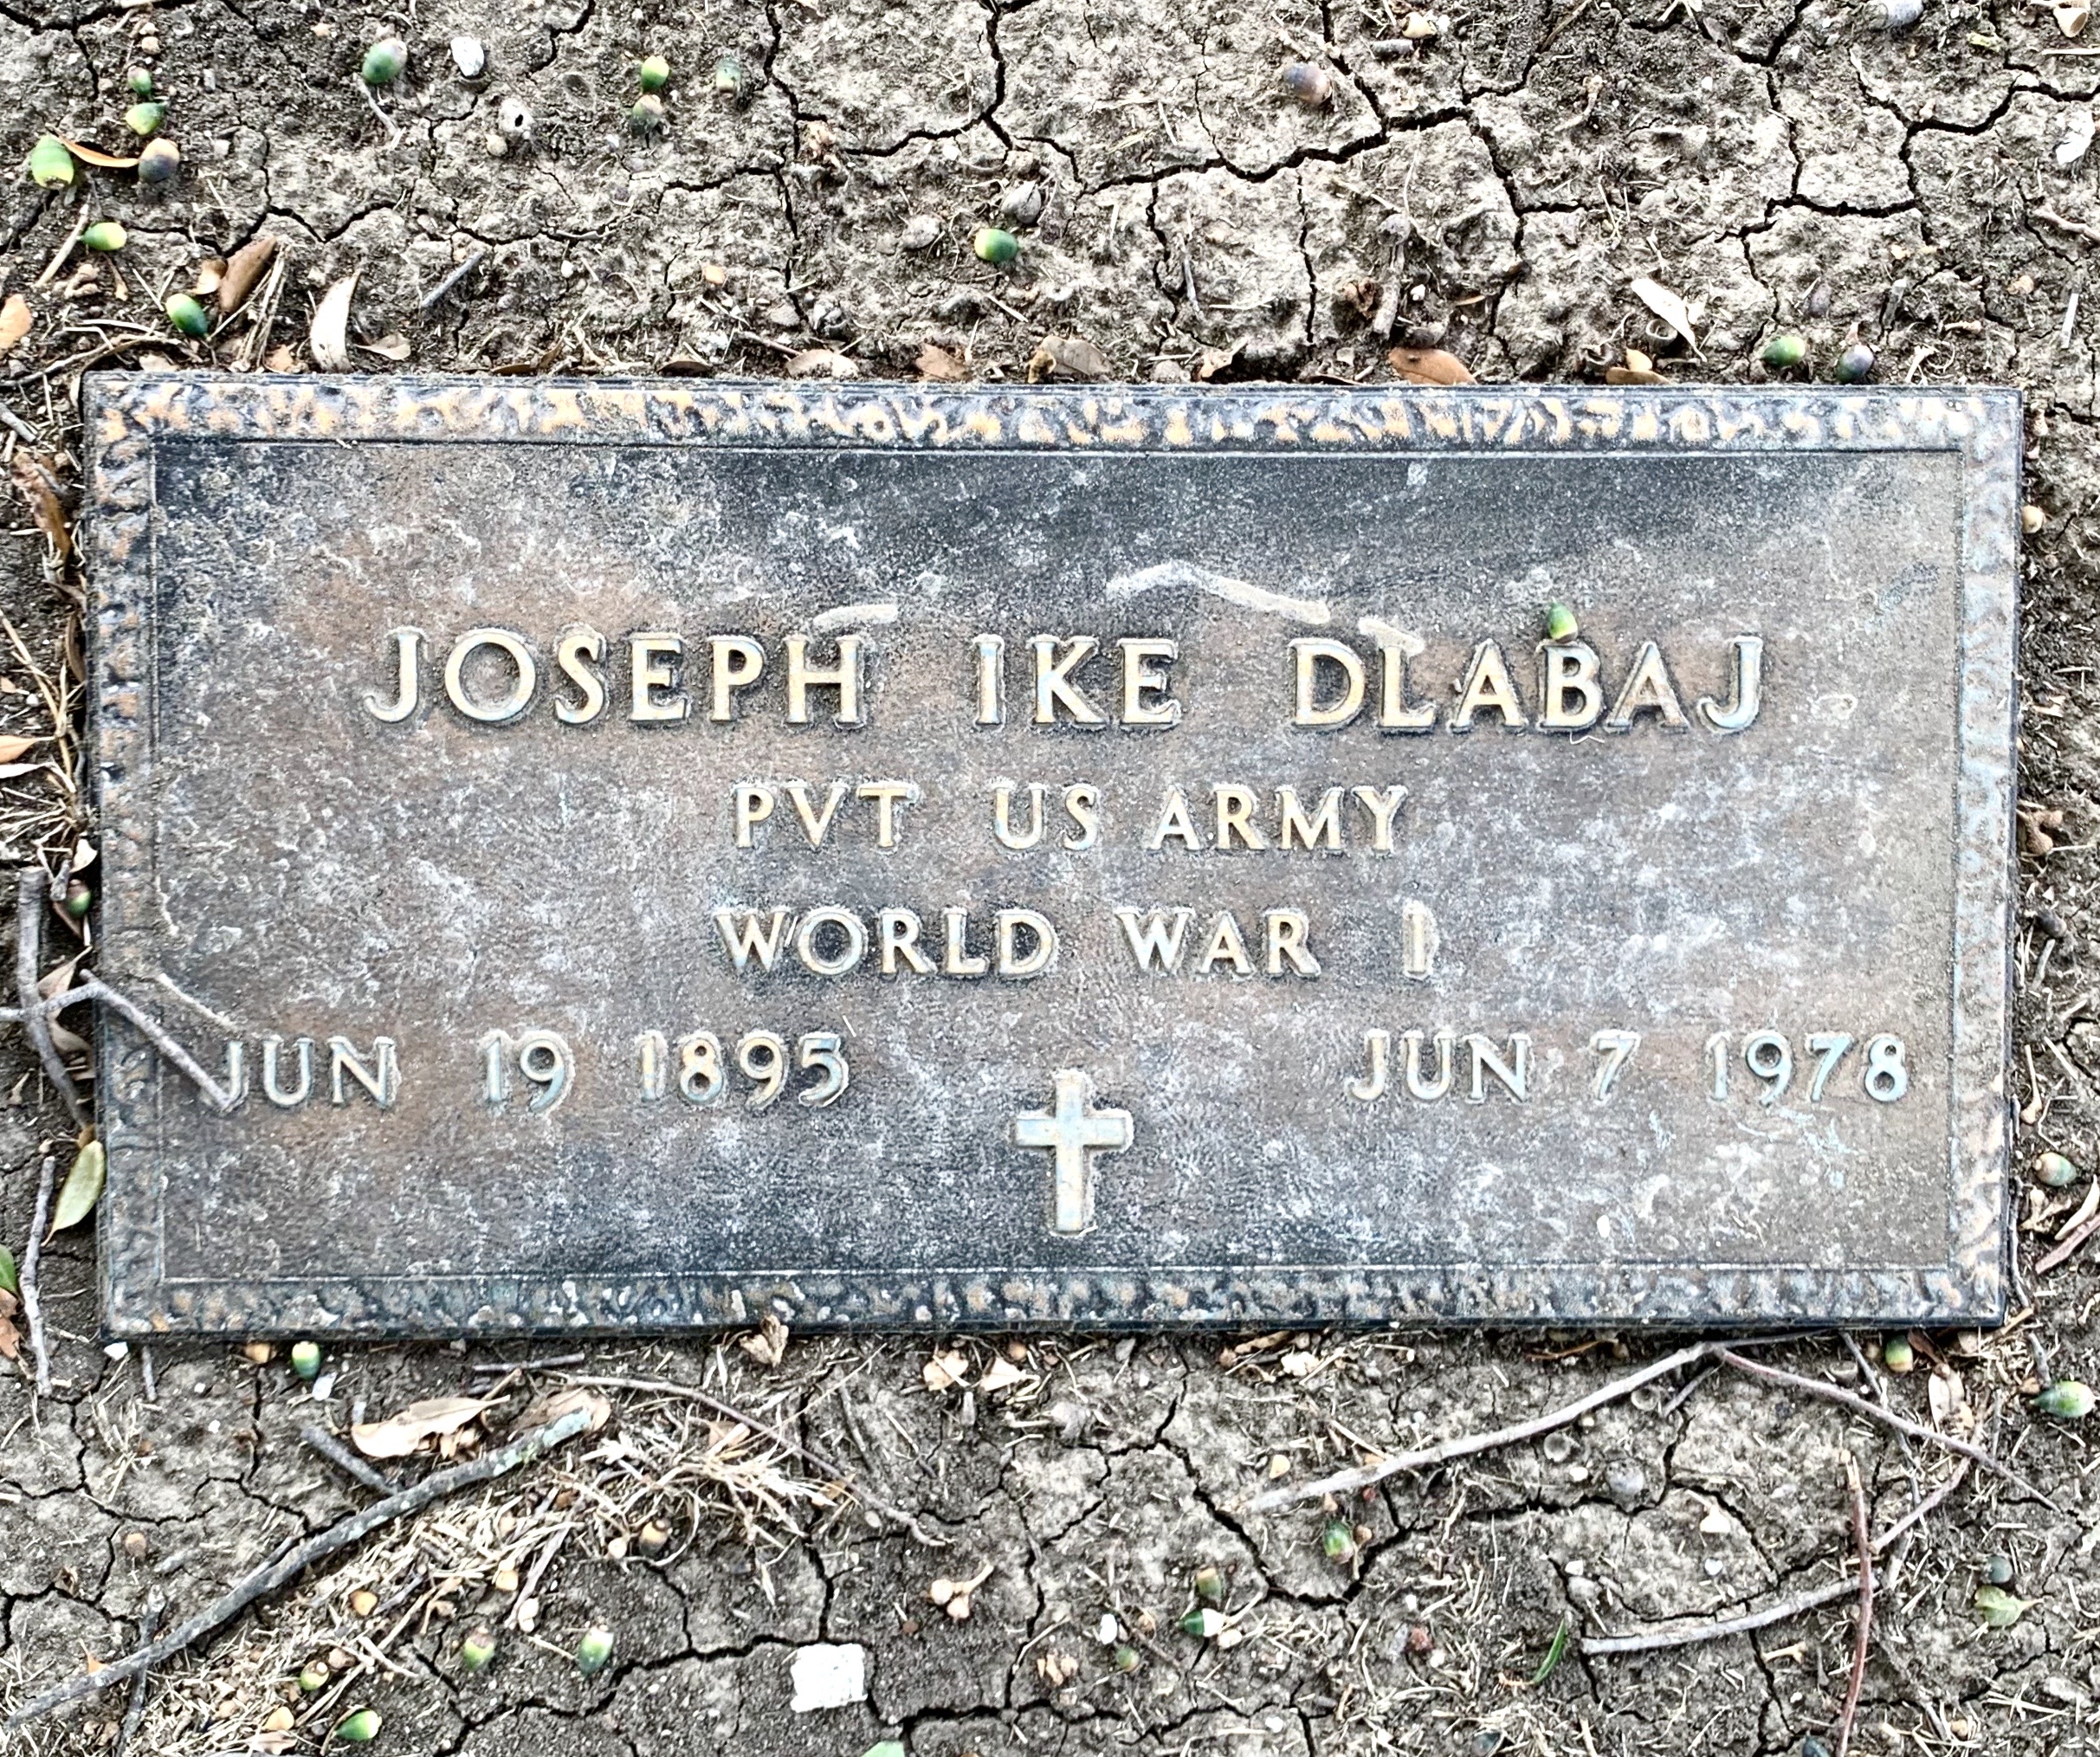 JOSEPH IKE DLABAJ
PVT US ARMY
WORLD WAR I
JUN 19 1895 JUN 7 1978